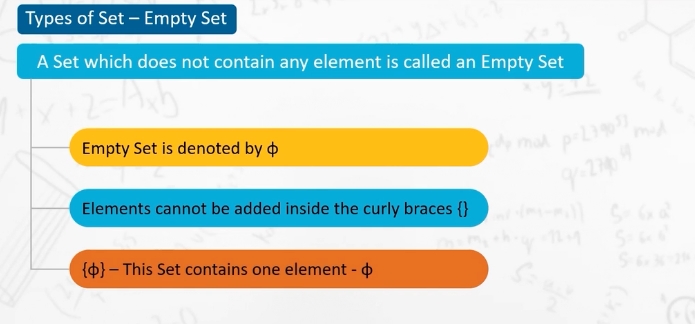 Types of Set – Empty Set
A Set which does not contain any element is called an Empty Set
Empty Set is denoted by ϕ
Elements cannot be added inside the curly braces {}
{ϕ} – This Set contains one element - ϕ